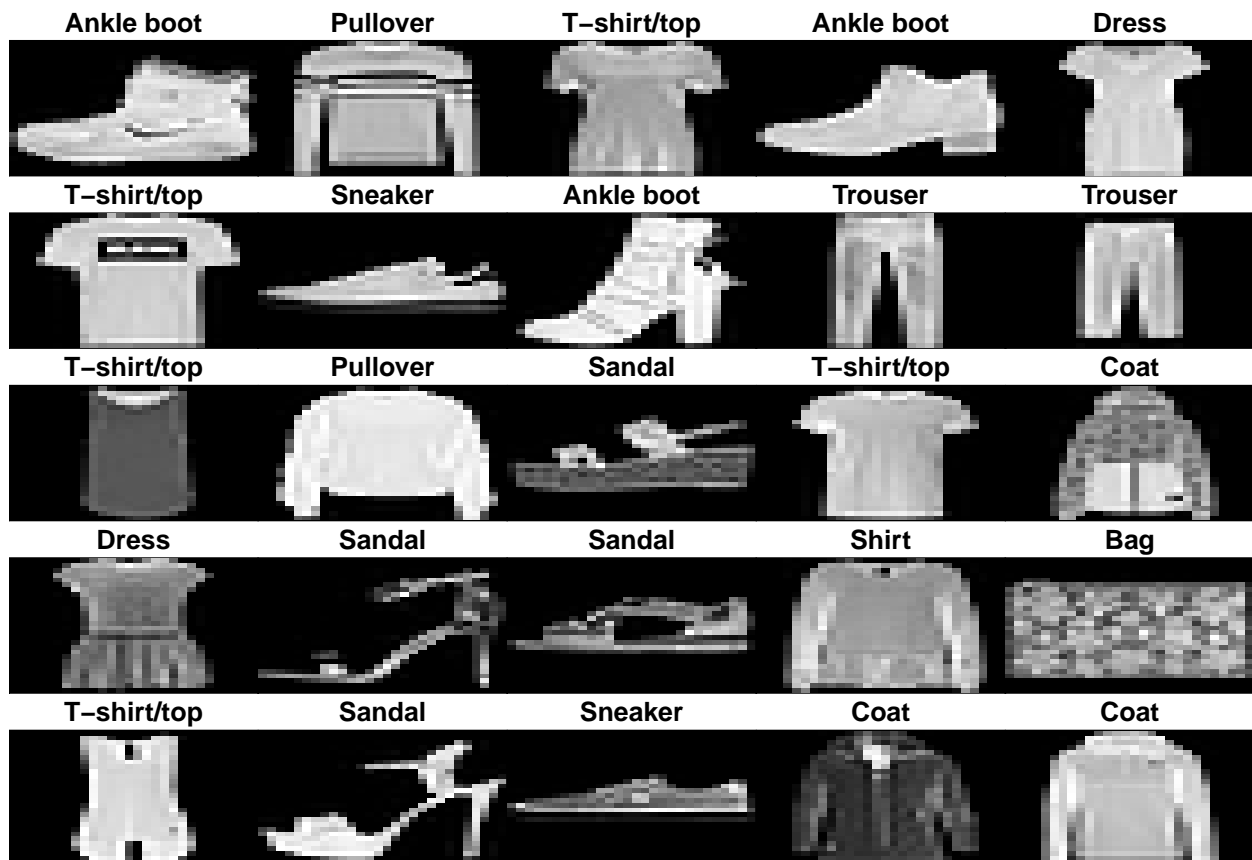 Ankle boot Pullover T−shirt/top Ankle boot Dress
T−shirt/top Sneaker Ankle boot Trouser Trouser
T−shirt/top Pullover Sandal T−shirt/top Coat
Dress Sandal Sandal Shirt Bag
T−shirt/top Sandal Sneaker Coat Coat